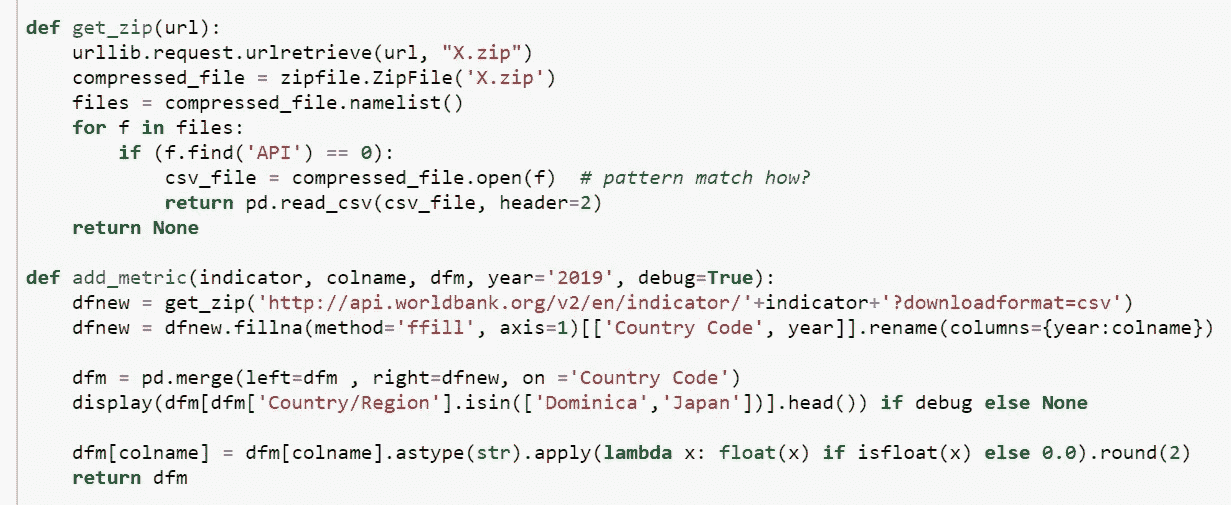 def get_zip(url):
    urllib.request.urlretrieve(url, "X.zip")
    compressed_file = zipfile.ZipFile('X.zip')
    files = compressed_file.namelist()
    for f in files:
        if (f.find('API') == 0):
            csv_file = compressed_file.open(f)  # pattern match how?
            return pd.read_csv(csv_file, header=2)
    return None

def add_metric(indicator, colname, dfm, year='2019', debug=True):
    dfnew = get_zip('http://api.worldbank.org/v2/en/indicator/'+indicator+'?downloadformat=csv')
    dfnew = dfnew.fillna(method='ffill', axis=1)[['Country Code', year]].rename(columns={year:colname})

    dfm = pd.merge(left=dfm , right=dfnew, on ='Country Code')
    display(dfm[dfm['Country/Region'].isin(['Dominica','Japan'])].head()) if debug else None

    dfm[colname] = dfm[colname].astype(str).apply(lambda x: float(x) if isfloat(x) else 0.0).round(2)
    return dfm